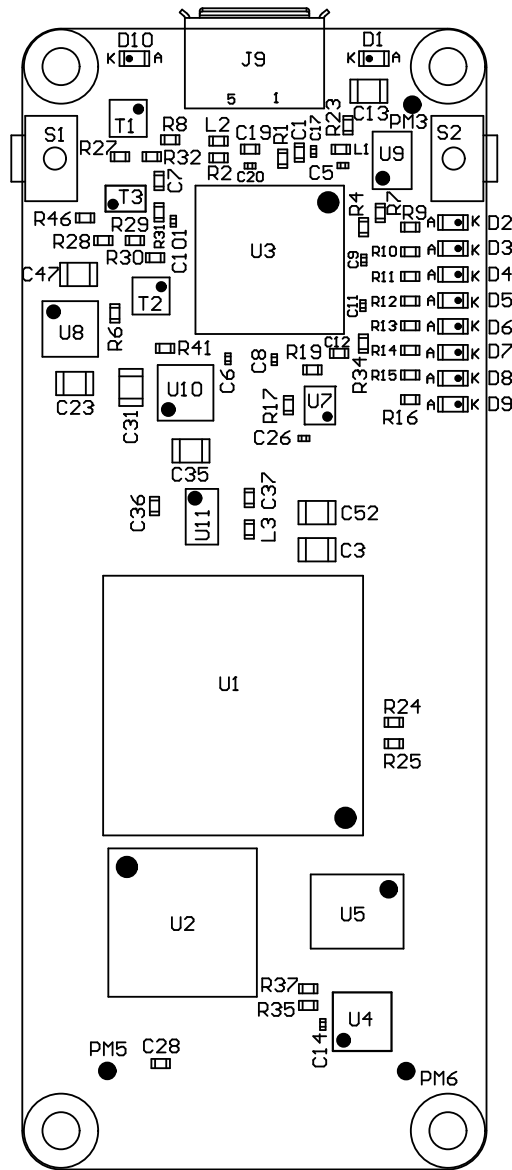 D10
D1
K
A
K
A
J9
5
1
C13
PM3
S1
T1
R8
L2
C19
R1
C1
C17
R23
L1
U9
S2
R27
R32
C7
R2
C20
C5
T3
R46
R29
R31
C101
U3
R4
R7
R9
A
K
D2
R28
R30
C9
R10
A
K
D3
C47
T2
R11
A
K
D4
U8
R6
C11
R12
A
K
D5
R13
A
K
D6
R41
C6
C8
R19
C12
R34
R14
A
K
D7
C23
C31
U10
R17
U7
R15
A
K
D8
R16
A
K
D9
C26
C35
C36
U11
C37
L3
C52
C3
U1
R24
R25
U2
U5
R37
R35
C14
U4
PM5
C28
PM6